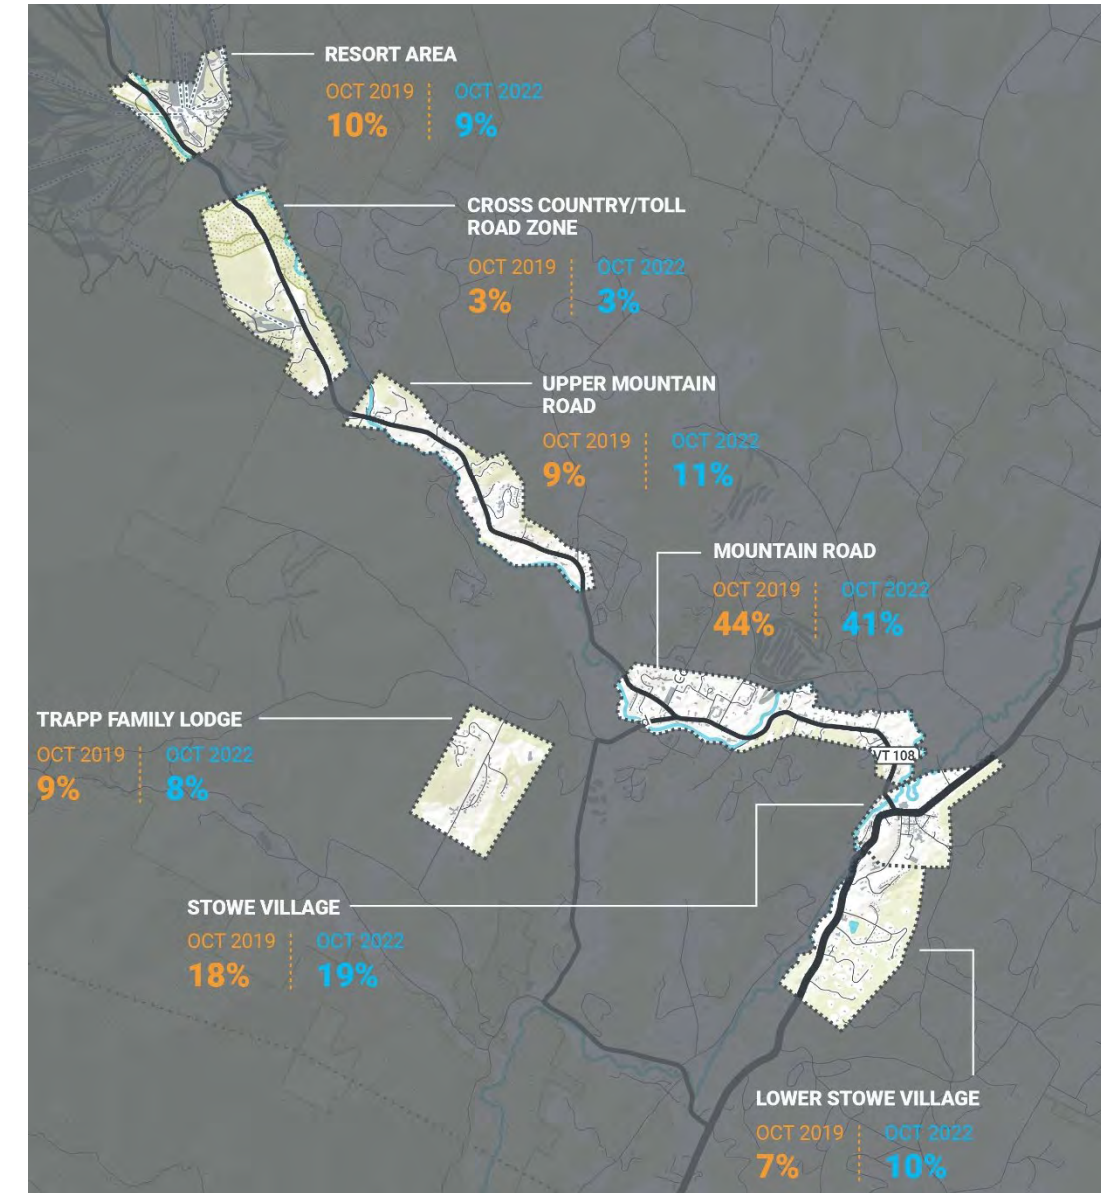 RESORT AREA
OCT 2019 OCT 2022
10% 9%
CROSS COUNTRY/TOLL
ROAD ZONE
OCT 2019 OCT 2022
3% 3%
UPPER MOUNTAIN
ROAD
OCT 2019 OCT 2022
9% 11%
MOUNTAIN ROAD
OCT 2019 OCT 2022
44% 41%
TRAPP FAMILY LODGE
OCT 2019 OCT 2022
9% 8%
VT 108
STOWE VILLAGE
OCT 2019 OCT 2022
18% 19%
LOWER STOWE VILLAGE
OCT 2019 OCT 2022
7% 10%